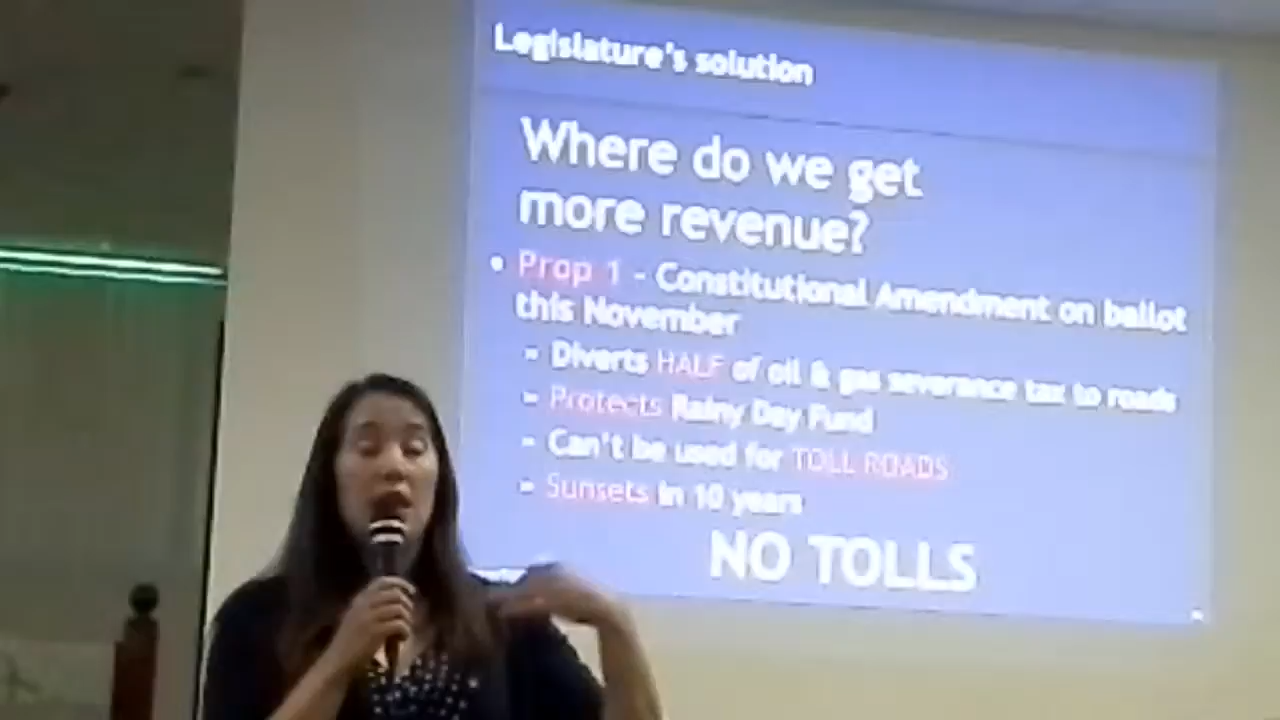 Legislature's solution
Where do we get
more revenue?
• Prop 1 - Constitutional Amendment on ballot
this November
- Diverts HALF of oil & gas severance tax to roads
- Protects Rainy Day Fund
- Can't be used for TOLL ROADS
- Sunsets in 10 years
NO TOLLS